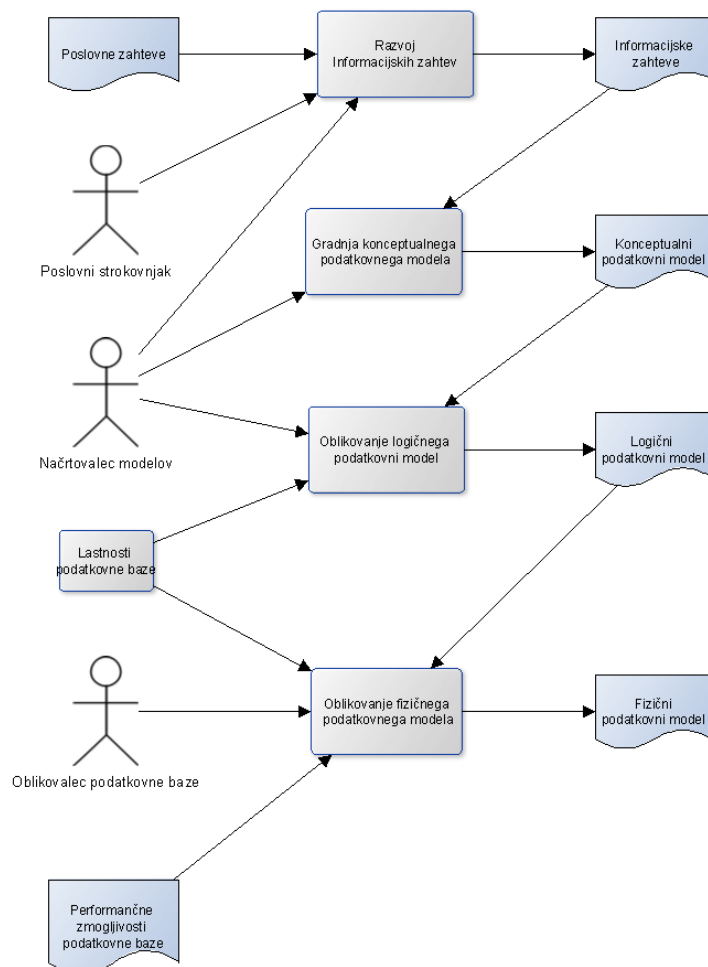 Poslovne zahteve
Razvoj
Informacijskih zahtev
Informacijske
zahteve
Poslovni strokovnjak
Gradnja konceptualnega
podatkovnega modela
Konceptualni
podatkovni model
Načrtovalec modelov
Oblikovanje logičnega
podatkovni model
Logični
podatkovni model
Lastnosti
podatkovne baze
Oblikovalec podatkovne baze
Oblikovanje fizičnega
podatkovnega modela
Fizični
podatkovni model
Performančne
zmogljivosti
podatkovne baze